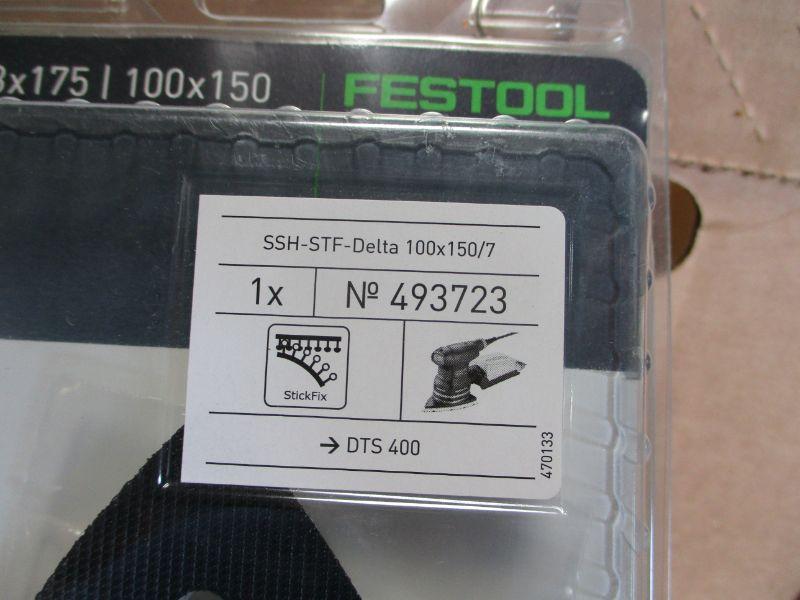 x175 | 100x150
FESTOOL
SSH-STF-Delta 100x150/7
1x
Nº 493723
StickFix
→ DTS 400
470133